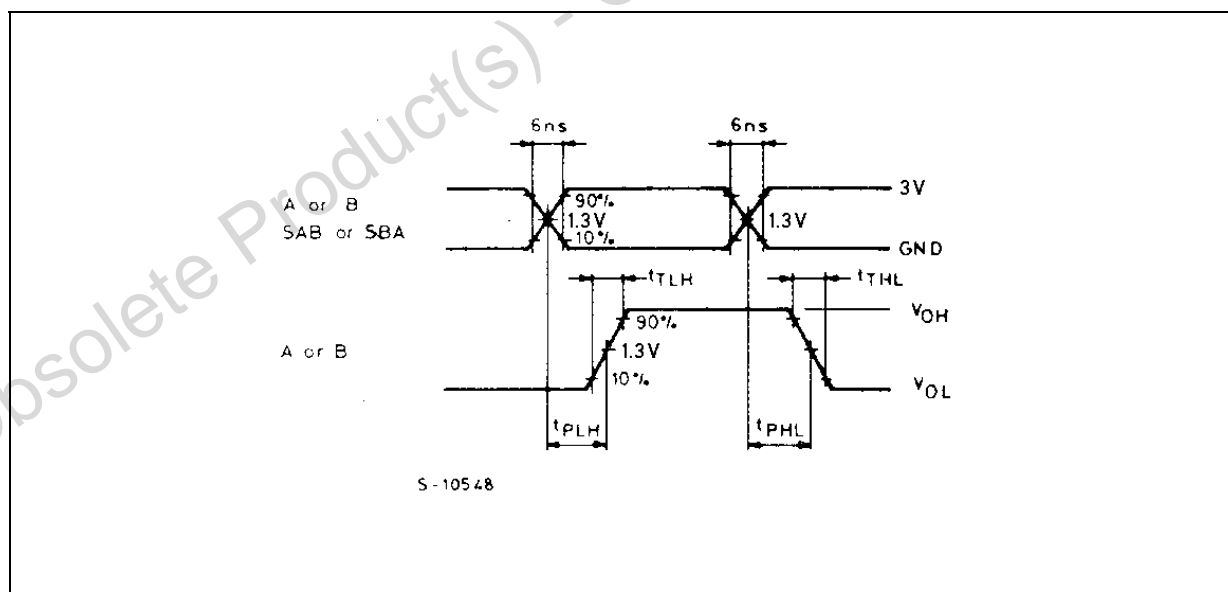 Obsolete Product(s) -
6ns 6ns
3V
A or B
90%
SAB or SBA
1.3V 1.3V
10%
GND
tTLH tTHL
VOH
90%
A or B
1.3V
10%
VOL
tPLH tPHL
S-10548